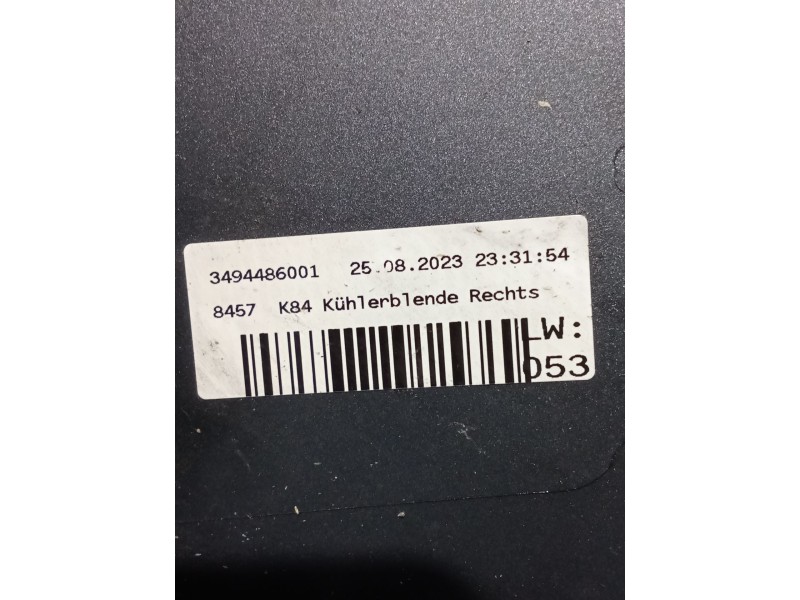 3494486001 25.08.2023 23:31:54
8457 K84 Kühlerblende Rechts
LW:
053